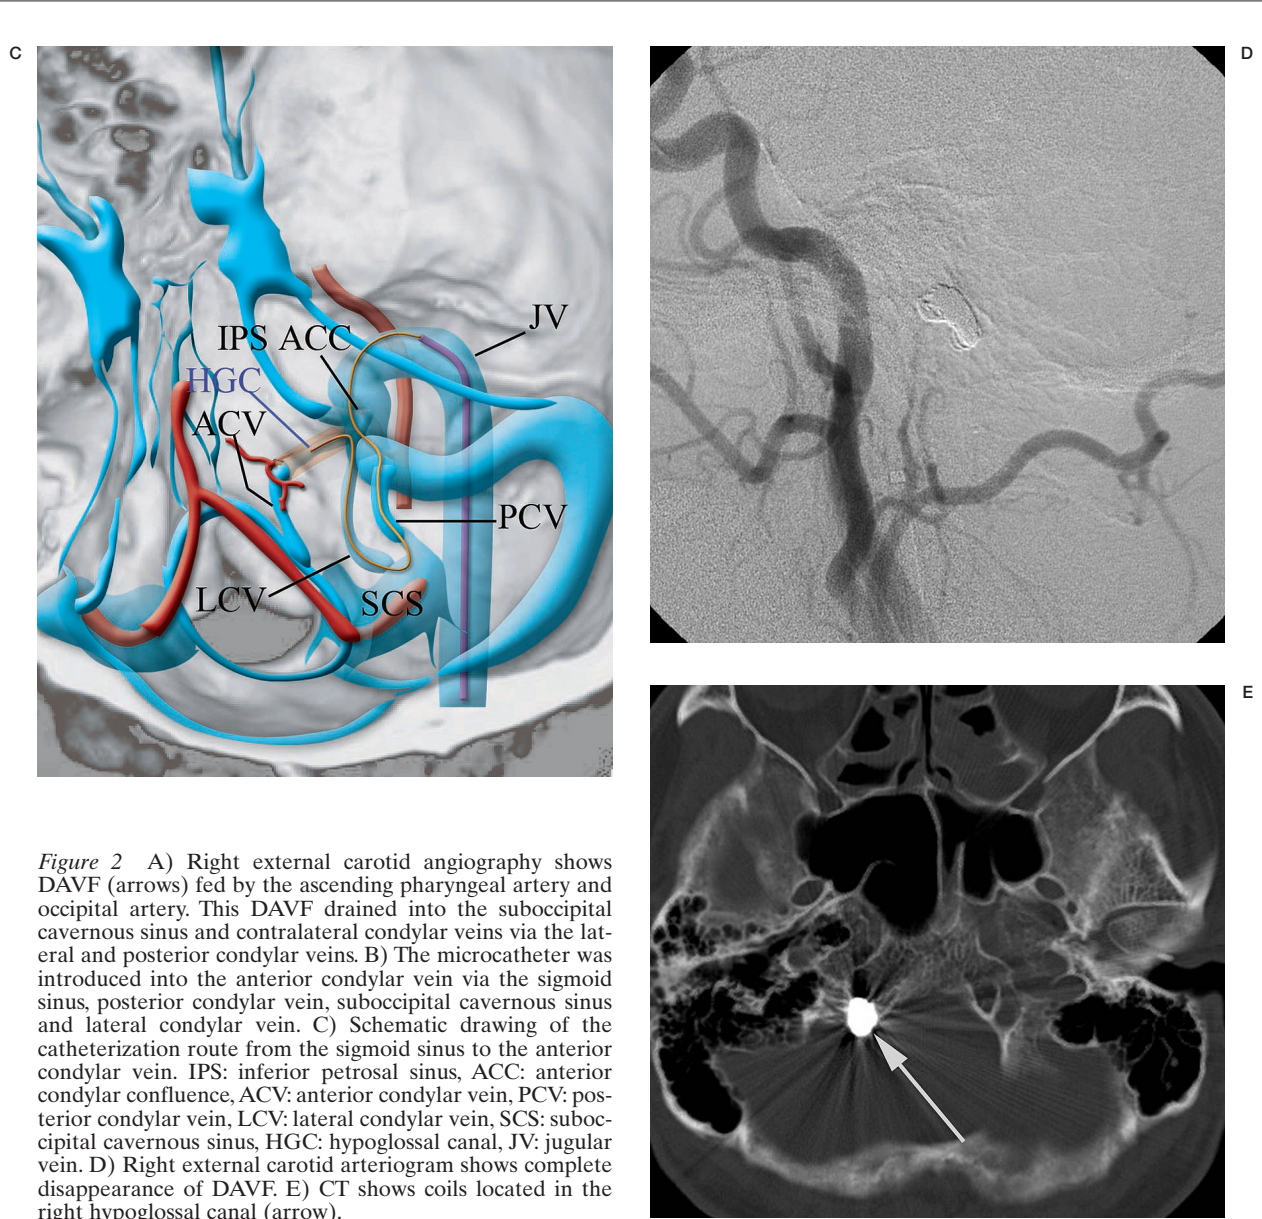 C
D
JV
IPS ACC
HGC
ACV
PCV
LCV
SCS
E
Figure 2 A) Right external carotid angiography shows
DAVF (arrows) fed by the ascending pharyngeal artery and
occipital artery. This DAVF drained into the suboccipital
cavernous sinus and contralateral condylar veins via the lat-
eral and posterior condylar veins. B) The microcatheter was
introduced into the anterior condylar vein via the sigmoid
sinus, posterior condylar vein, suboccipital cavernous sinus
and lateral condylar vein. C) Schematic drawing of the
catheterization route from the sigmoid sinus to the anterior
condylar vein. IPS: inferior petrosal sinus, ACC: anterior
condylar confluence, ACV: anterior condylar vein, PCV: pos-
terior condylar vein, LCV: lateral condylar vein, SCS: suboc-
cipital cavernous sinus, HGC: hypoglossal canal, JV: jugular
vein. D) Right external carotid arteriogram shows complete
disappearance of DAVF. E) CT shows coils located in the
right hypoglossal canal (arrow).